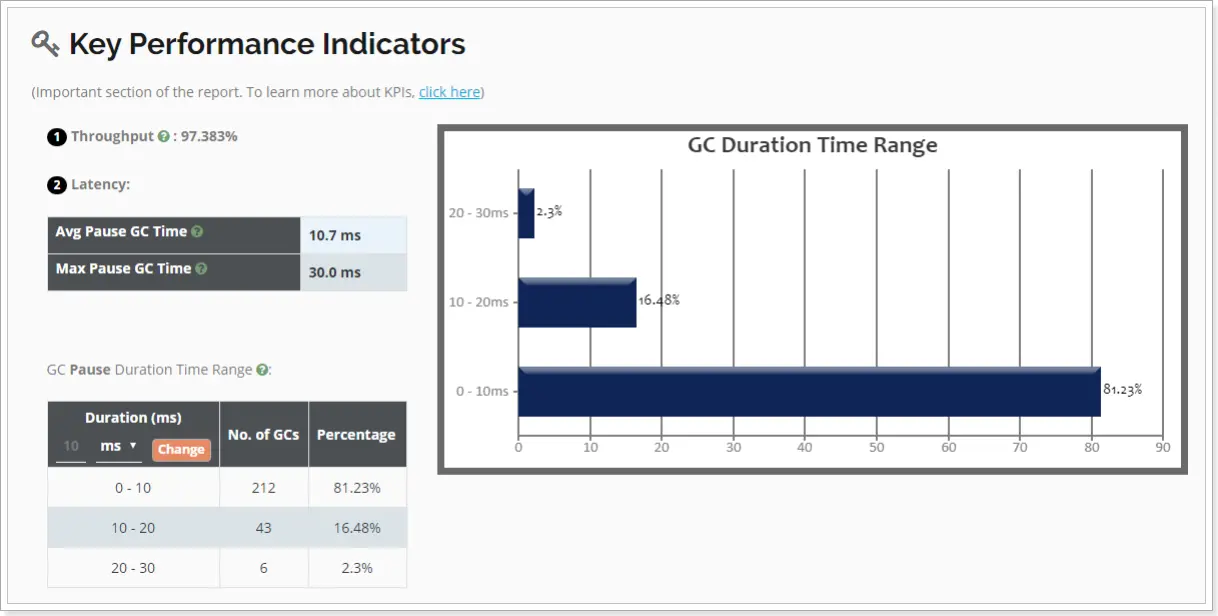 Key Performance Indicators
(Important section of the report. To learn more about KPIs, click here)
1 Throughput ? : 97.383%
2 Latency:
Avg Pause GC Time ? 10.7 ms
Max Pause GC Time ? 30.0 ms
GC Pause Duration Time Range ?:
Duration (ms) No. of GCs Percentage
10 ms ▼ Change
0 - 10 212 81.23%
10 - 20 43 16.48%
20 - 30 6 2.3%
GC Duration Time Range
20 - 30ms 2.3%
10 - 20ms 16.48%
0 - 10ms 81.23%
0 10 20 30 40 50 60 70 80 90